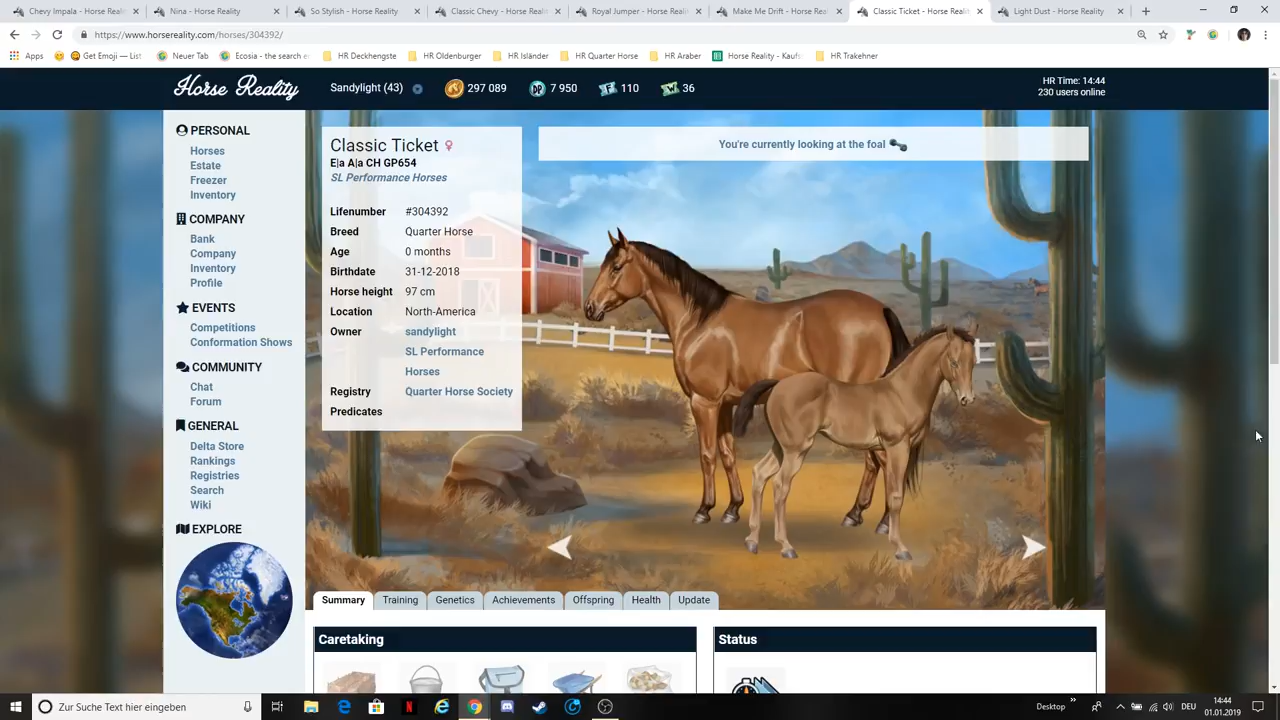 Chevy Impala - Horse Reality
Nina - Horse Reality
So Stylish - Horse Reality
Classic Chevy - Horse Reali
Royal Jumper - Horse Reali
Make Me Drift - Horse Reali
Classic Ticket - Horse Realit
Light Dust - Horse Reality
https://www.horsereality.com/horses/304392/
Apps
Get Emoji — List
Neuer Tab
Ecosia - the search e
HR Deckhengste
HR Oldenburger
HR Isländer
HR Quarter Horse
HR Araber
Horse Reality - Kaufs
HR Trakehner
Horse Reality
Sandylight (43)
297 089
7 950
110
36
HR Time: 14:44
230 users online
PERSONAL
Horses
Estate
Freezer
Inventory
COMPANY
Bank
Company
Inventory
Profile
EVENTS
Competitions
Conformation Shows
COMMUNITY
Chat
Forum
GENERAL
Delta Store
Rankings
Registries
Search
Wiki
EXPLORE
Classic Ticket ♀
E|a A|a CH GP654
SL Performance Horses
Lifenumber #304392
Breed Quarter Horse
Age 0 months
Birthdate 31-12-2018
Horse height 97 cm
Location North-America
Owner sandylight
SL Performance
Horses
Registry Quarter Horse Society
Predicates
You're currently looking at the foal
Summary
Training
Genetics
Achievements
Offspring
Health
Update
Caretaking
Status
Zur Suche Text hier eingeben
Desktop
DEU
14:44
01.01.2019